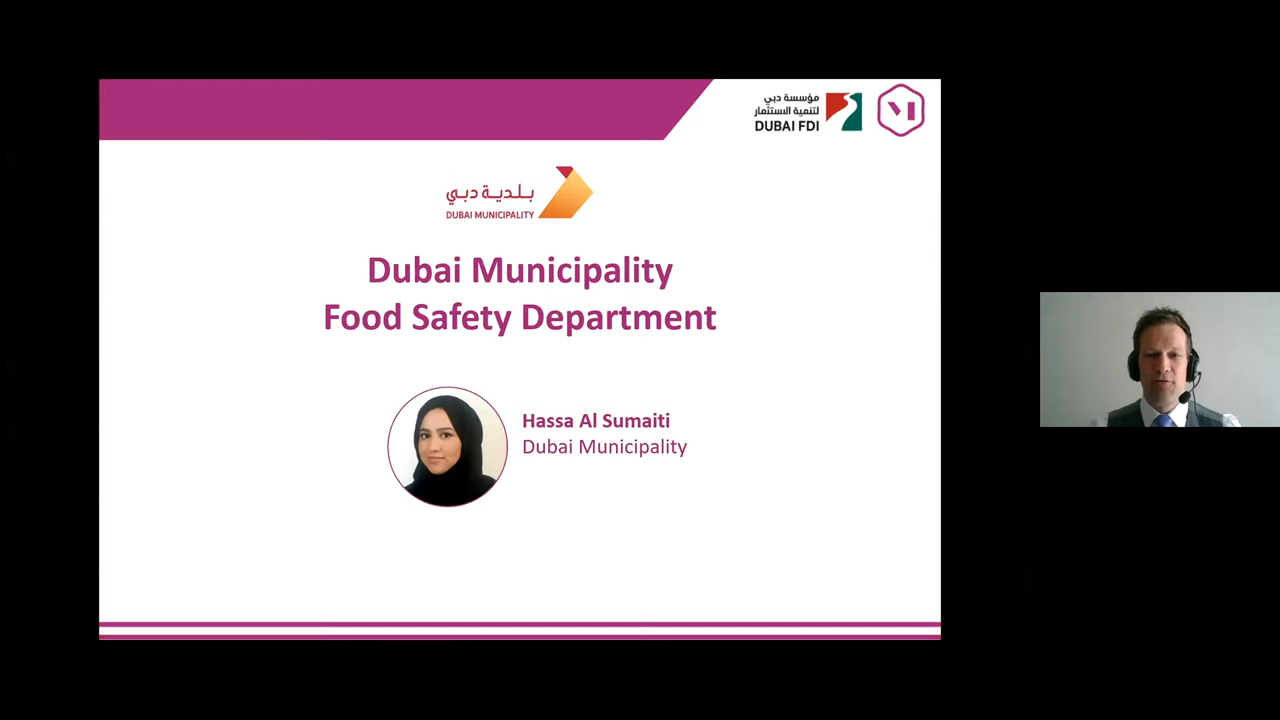 مؤسسة دبي
لتنمية الاستثمار
DUBAI FDI
بلدية دبي
DUBAI MUNICIPALITY
Dubai Municipality
Food Safety Department
Hassa Al Sumaiti
Dubai Municipality